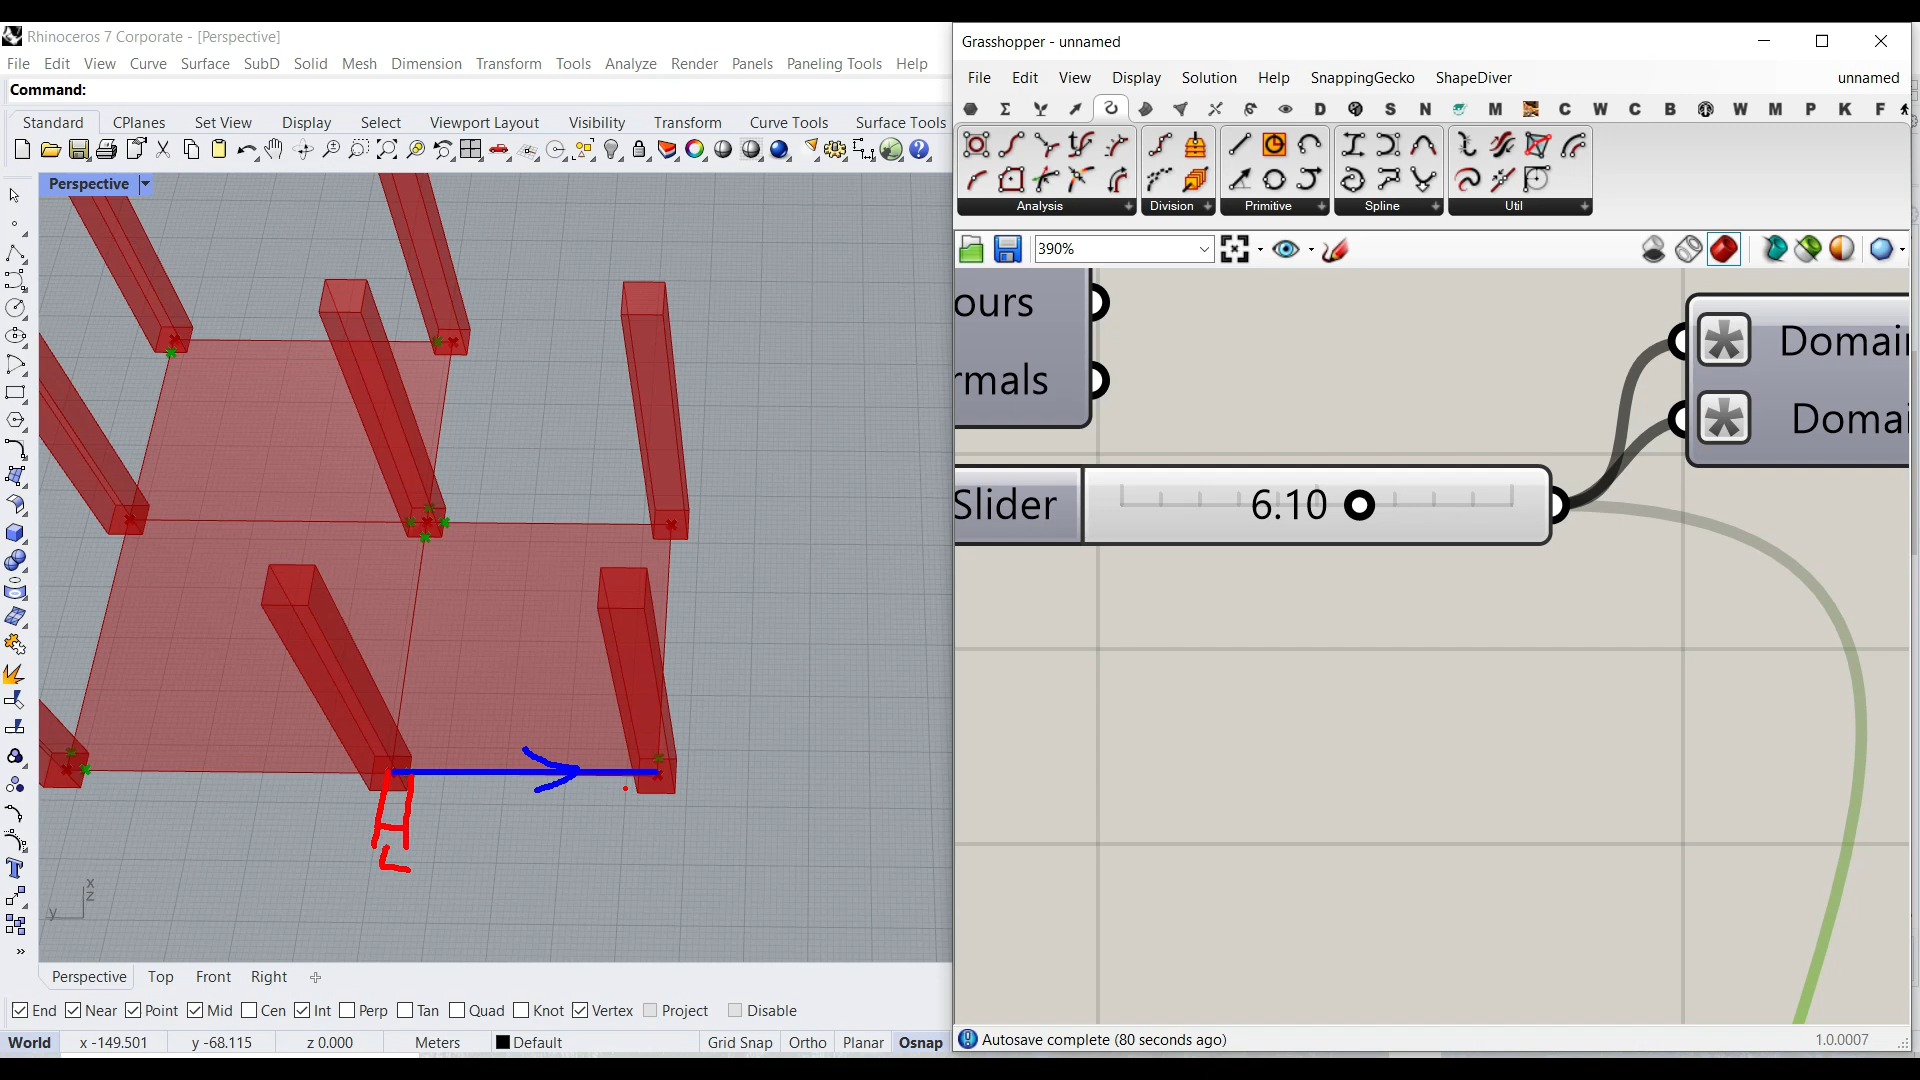 Rhinoceros 7 Corporate - [Perspective]
File Edit View Curve Surface SubD Solid Mesh Dimension Transform Tools Analyze Render Panels Paneling Tools Help
Command:
Standard CPlanes Set View Display Select Viewport Layout Visibility Transform Curve Tools Surface Tools
Perspective
x
z
y
Perspective Top Front Right
End Near Point Mid Cen Int Perp Tan Quad Knot Vertex Project Disable
World x -149.501 y -68.115 z 0.000 Meters Default Grid Snap Ortho Planar Osnap
Grasshopper - unnamed
File Edit View Display Solution Help SnappingGecko ShapeDiver unnamed
D S N M C W C B W M P K F
Analysis Division Primitive Spline Util
390%
ours
rmals
Domai
Doma
Slider 6.10
Autosave complete (80 seconds ago) 1.0.0007